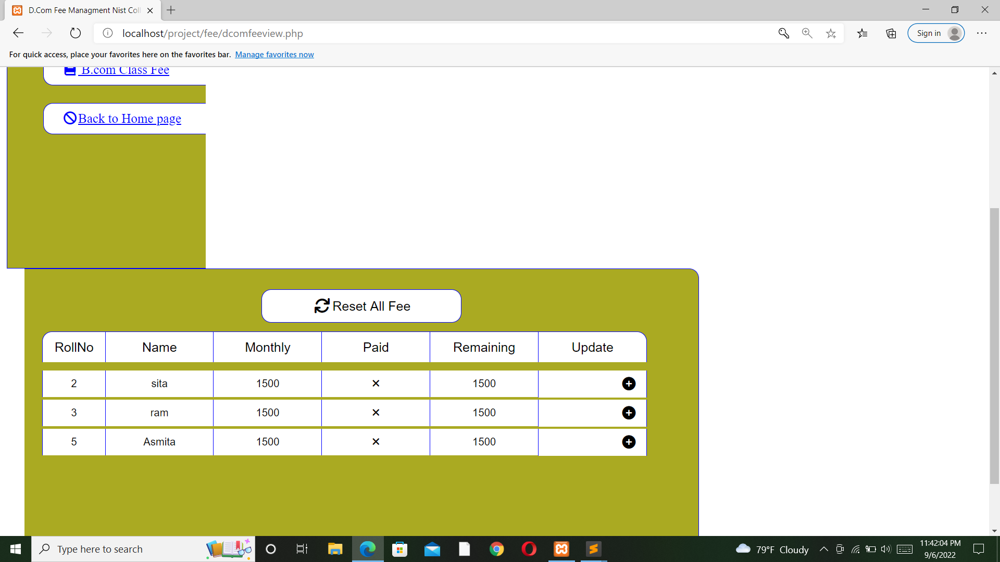 D.Com Fee Managment Nist Col
localhost/project/fee/dcomfeeview.php
Sign in
For quick access, place your favorites here on the favorites bar. Manage favorites now
B.com Class Fee
Back to Home page
Reset All Fee
RollNo Name Monthly Paid Remaining Update
2 sita 1500 × 1500
3 ram 1500 × 1500
5 Asmita 1500 × 1500
Type here to search
79°F Cloudy
11:42:04 PM
9/6/2022